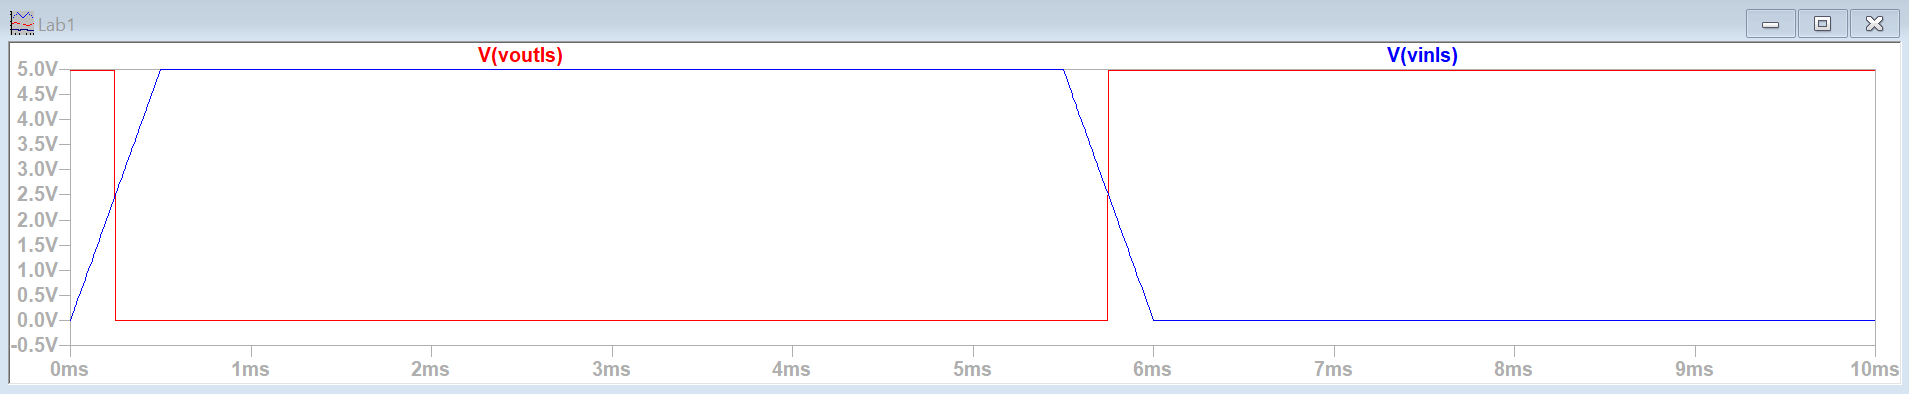 Lab1
V(voutls) V(vinls)
5.0V
4.5V
4.0V
3.5V
3.0V
2.5V
2.0V
1.5V
1.0V
0.5V
0.0V
-0.5V
0ms 1ms 2ms 3ms 4ms 5ms 6ms 7ms 8ms 9ms 10ms